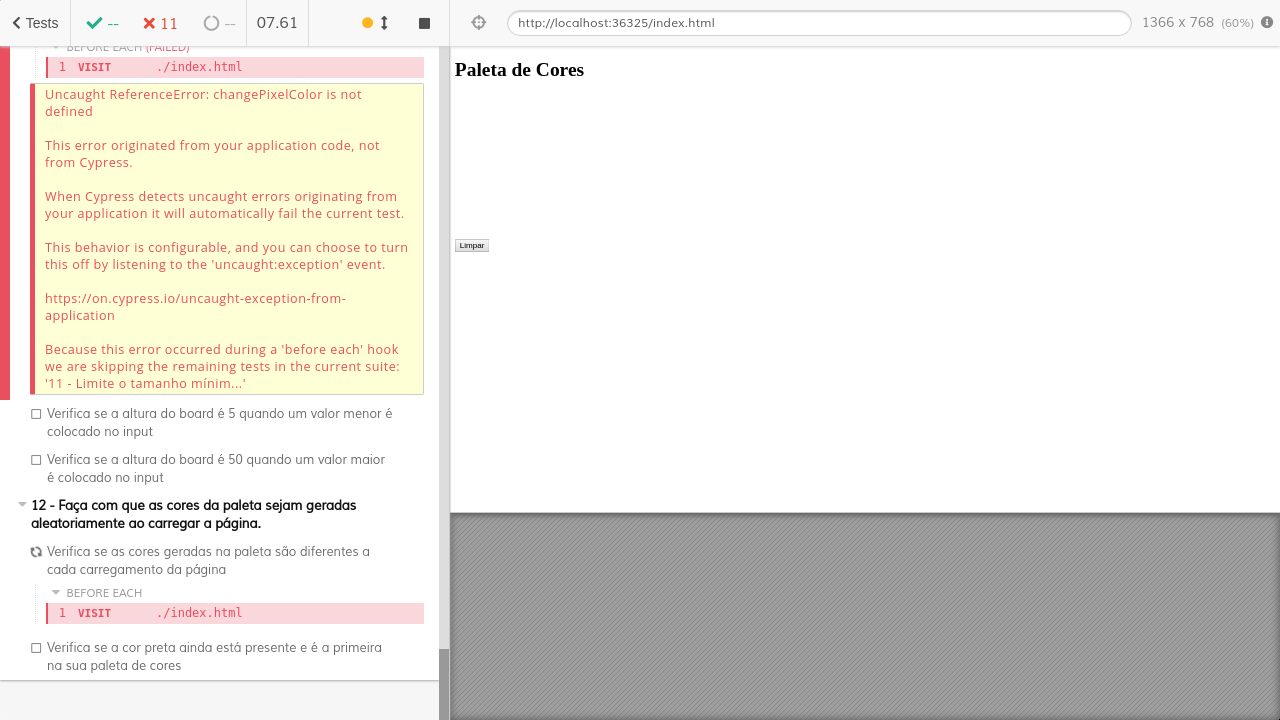 Tests
--
11
--
07.61
http://localhost:36325/index.html
1366 x 768 (60%)
BEFORE EACH (FAILED)
1 VISIT ./index.html
Uncaught ReferenceError: changePixelColor is not
defined
This error originated from your application code, not
from Cypress.
When Cypress detects uncaught errors originating from
your application it will automatically fail the current test.
This behavior is configurable, and you can choose to turn
this off by listening to the 'uncaught:exception' event.
https://on.cypress.io/uncaught-exception-from-
application
Because this error occurred during a 'before each' hook
we are skipping the remaining tests in the current suite:
'11 - Limite o tamanho mínim...'
Verifica se a altura do board é 5 quando um valor menor é
colocado no input
Verifica se a altura do board é 50 quando um valor maior
é colocado no input
12 - Faça com que as cores da paleta sejam geradas
aleatoriamente ao carregar a página.
Verifica se as cores geradas na paleta são diferentes a
cada carregamento da página
BEFORE EACH
1 VISIT ./index.html
Verifica se a cor preta ainda está presente e é a primeira
na sua paleta de cores
Paleta de Cores
Limpar